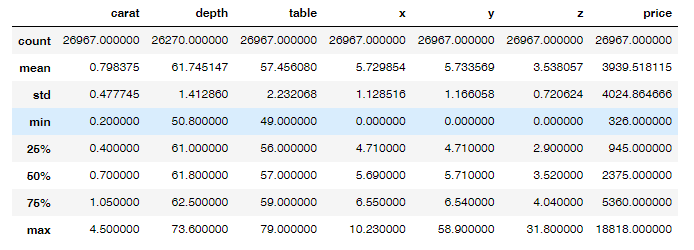 carat depth table x y z price
count 26967.000000 26270.000000 26967.000000 26967.000000 26967.000000 26967.000000 26967.000000
mean 0.798375 61.745147 57.456080 5.729854 5.733569 3.538057 3939.518115
std 0.477745 1.412860 2.232068 1.128516 1.166058 0.720624 4024.864666
min 0.200000 50.800000 49.000000 0.000000 0.000000 0.000000 326.000000
25% 0.400000 61.000000 56.000000 4.710000 4.710000 2.900000 945.000000
50% 0.700000 61.800000 57.000000 5.690000 5.710000 3.520000 2375.000000
75% 1.050000 62.500000 59.000000 6.550000 6.540000 4.040000 5360.000000
max 4.500000 73.600000 79.000000 10.230000 58.900000 31.800000 18818.000000